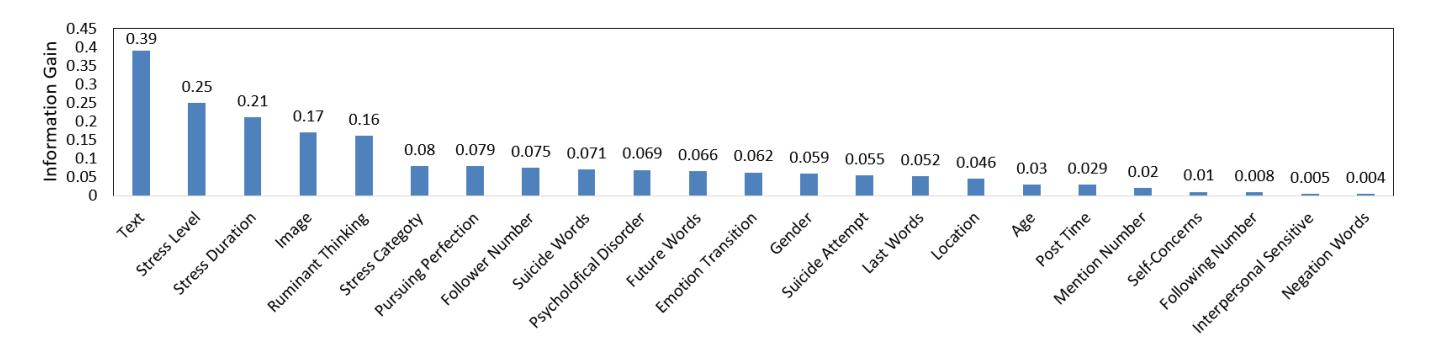 Information Gain
0.45
0.4
0.35
0.3
0.25
0.2
0.15
0.1
0.05
0
0.39
0.25
0.21
0.17
0.16
0.08
0.079
0.075
0.071
0.069
0.066
0.062
0.059
0.055
0.052
0.046
0.03
0.029
0.02
0.01
0.008
0.005
0.004
Text
Stress Level
Stress Duration
Image
Ruminant Thinking
Stress Categoty
Pursuing Perfection
Follower Number
Suicide Words
Psycholofical Disorder
Future Words
Emotion Transition
Gender
Suicide Attempt
Last Words
Location
Age
Post Time
Mention Number
Self-Concerns
Following Number
Interpersonal Sensitive
Negation Words